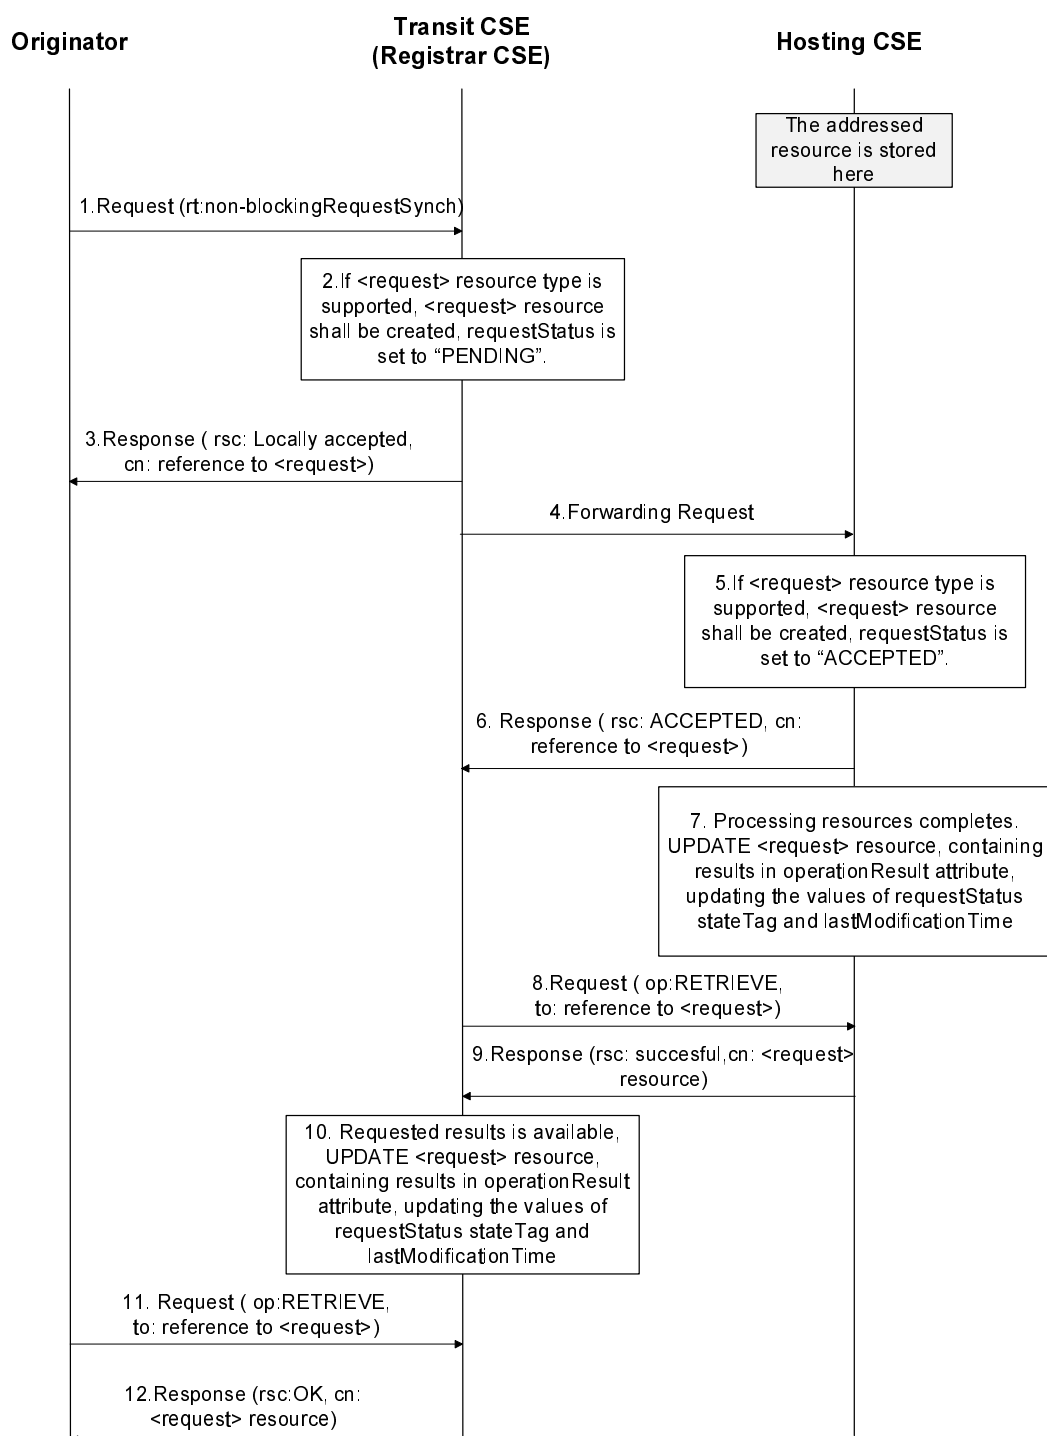 Originator
Transit CSE
(Registrar CSE)
Hosting CSE
The addressed
resource is stored
here
1.Request (rt:non-blockingRequestSynch)
2.If <request> resource type is
supported, <request> resource
shall be created, requestStatus is
set to “PENDING”.
3.Response ( rsc: Locally accepted,
cn: reference to <request>)
4.Forwarding Request
5.If <request> resource type is
supported, <request> resource
shall be created, requestStatus is
set to “ACCEPTED”.
6. Response ( rsc: ACCEPTED, cn:
reference to <request>)
7. Processing resources completes.
UPDATE <request> resource, containing
results in operationResult attribute,
updating the values of requestStatus
stateTag and lastModificationTime
8.Request ( op:RETRIEVE,
to: reference to <request>)
9.Response (rsc: succesful,cn: <request>
resource)
10. Requested results is available,
UPDATE <request> resource,
containing results in operationResult
attribute, updating the values of
requestStatus stateTag and
lastModificationTime
11. Request ( op:RETRIEVE,
to: reference to <request>)
12.Response (rsc:OK, cn:
<request> resource)